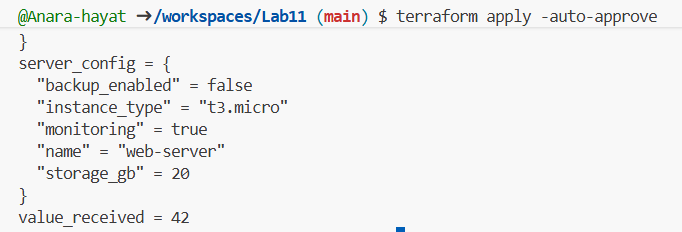 @Anara-hayat ➜/workspaces/Lab11 (main) $ terraform apply -auto-approve
}
server_config = {
  "backup_enabled" = false
  "instance_type" = "t3.micro"
  "monitoring" = true
  "name" = "web-server"
  "storage_gb" = 20
}
value_received = 42